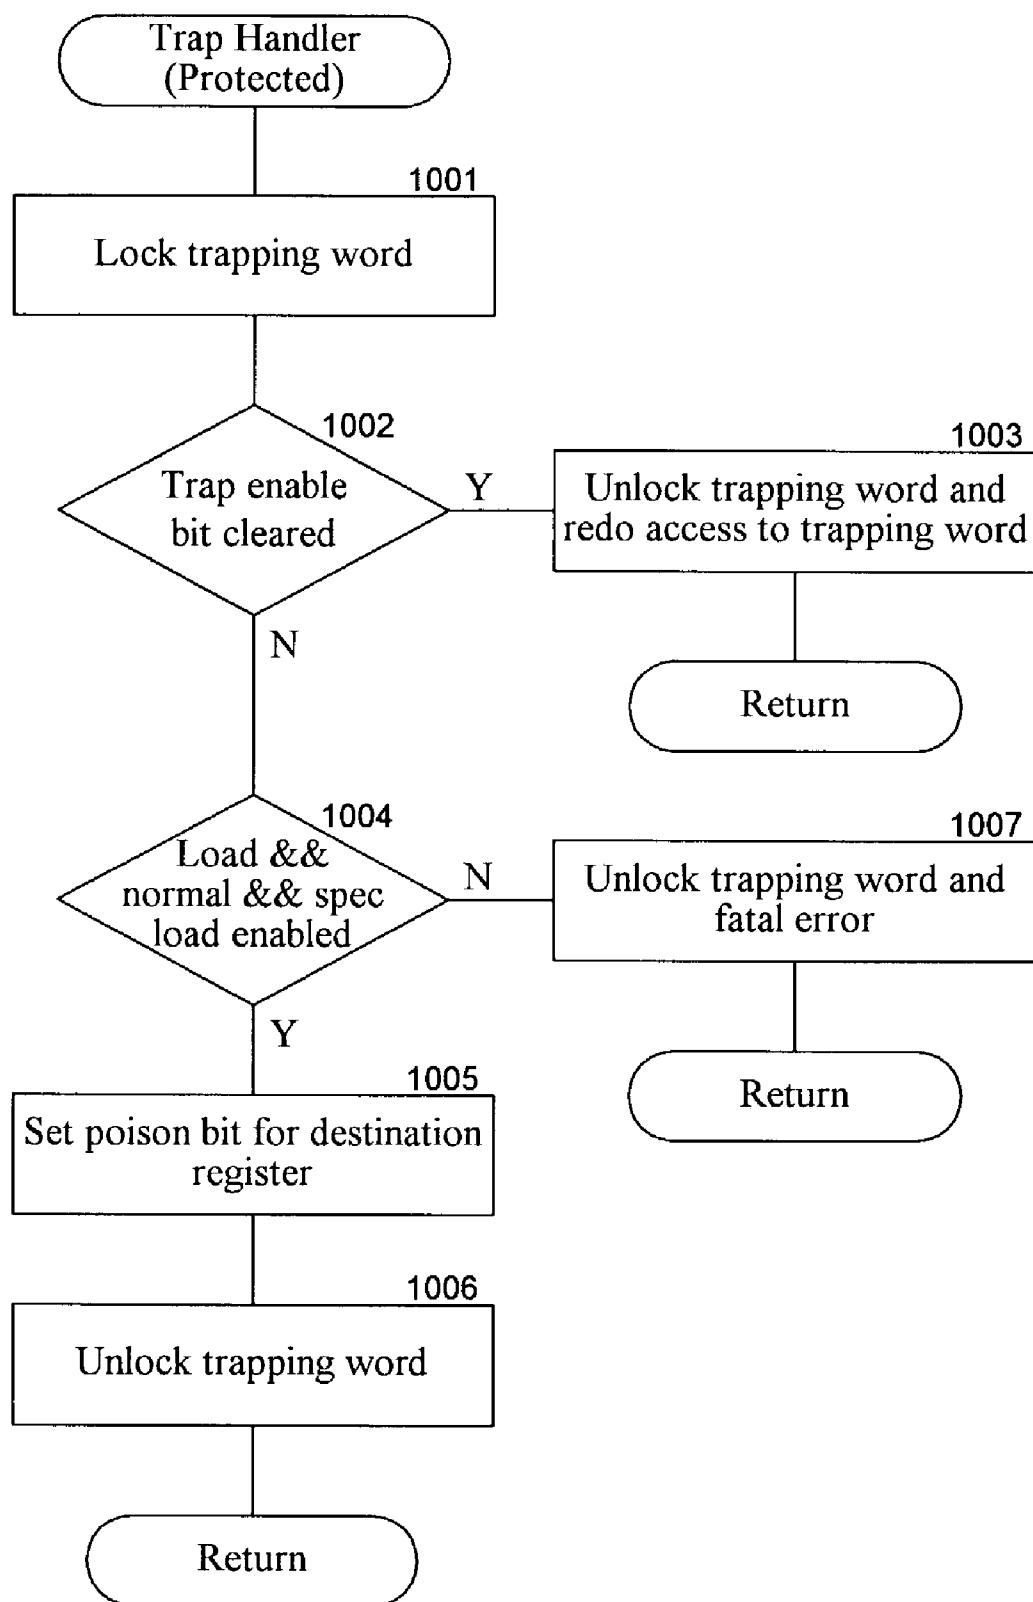 Trap Handler
(Protected)
1001
Lock trapping word
1002
Trap enable
bit cleared
Y
1003
Unlock trapping word and
redo access to trapping word
N
Return
1004
Load &&
normal && spec
load enabled
N
1007
Unlock trapping word and
fatal error
Y
Return
1005
Set poison bit for destination
register
1006
Unlock trapping word
Return